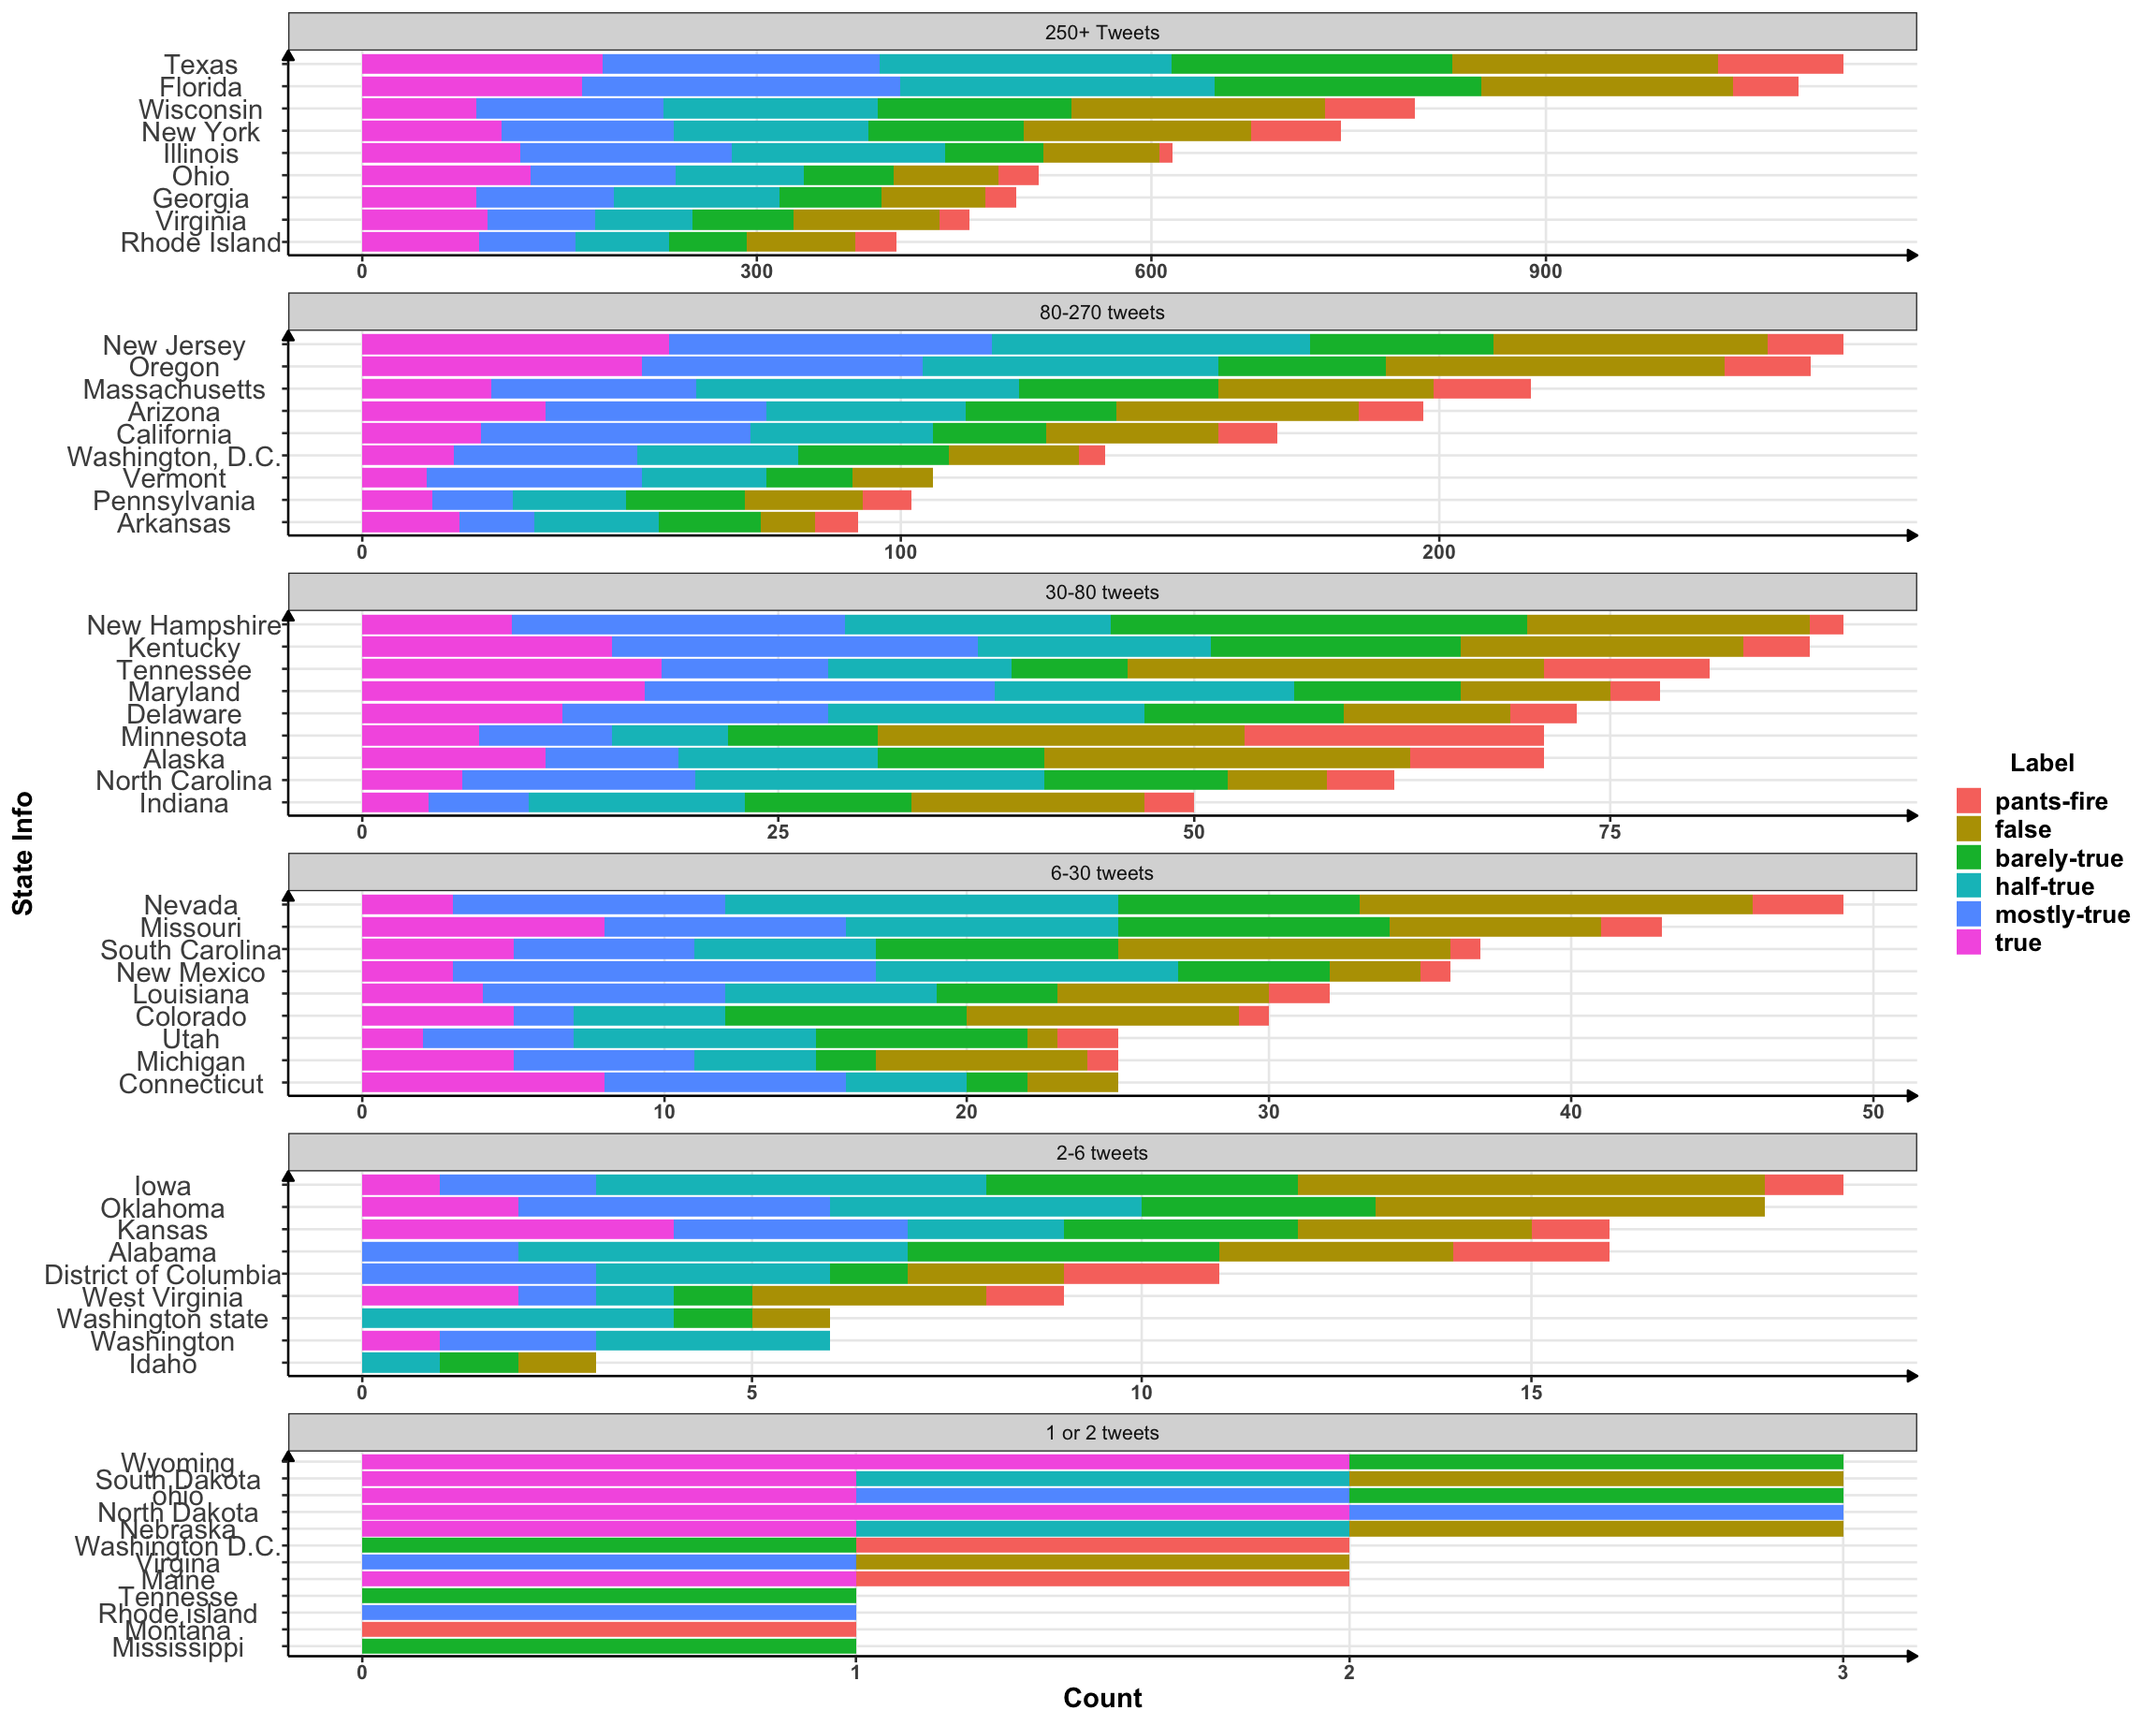 250+ Tweets
Texas
Florida
Wisconsin
New York
Illinois
Ohio
Georgia
Virginia
Rhode Island
0 300 600 900
80-270 tweets
New Jersey
Oregon
Massachusetts
Arizona
California
Washington, D.C.
Vermont
Pennsylvania
Arkansas
0 100 200
30-80 tweets
New Hampshire
Kentucky
Tennessee
Maryland
Delaware
Minnesota
Alaska
North Carolina
Indiana
0 25 50 75
6-30 tweets
Nevada
Missouri
South Carolina
New Mexico
Louisiana
Colorado
Utah
Michigan
Connecticut
0 10 20 30 40 50
2-6 tweets
Iowa
Oklahoma
Kansas
Alabama
District of Columbia
West Virginia
Washington state
Washington
Idaho
0 5 10 15
1 or 2 tweets
Wyoming
South Dakota
ohio
North Dakota
Nebraska
Washington D.C.
Virgina
Maine
Tennesse
Rhode island
Montana
Mississippi
0 1 2 3
Count
State Info
Label
pants-fire
false
barely-true
half-true
mostly-true
true